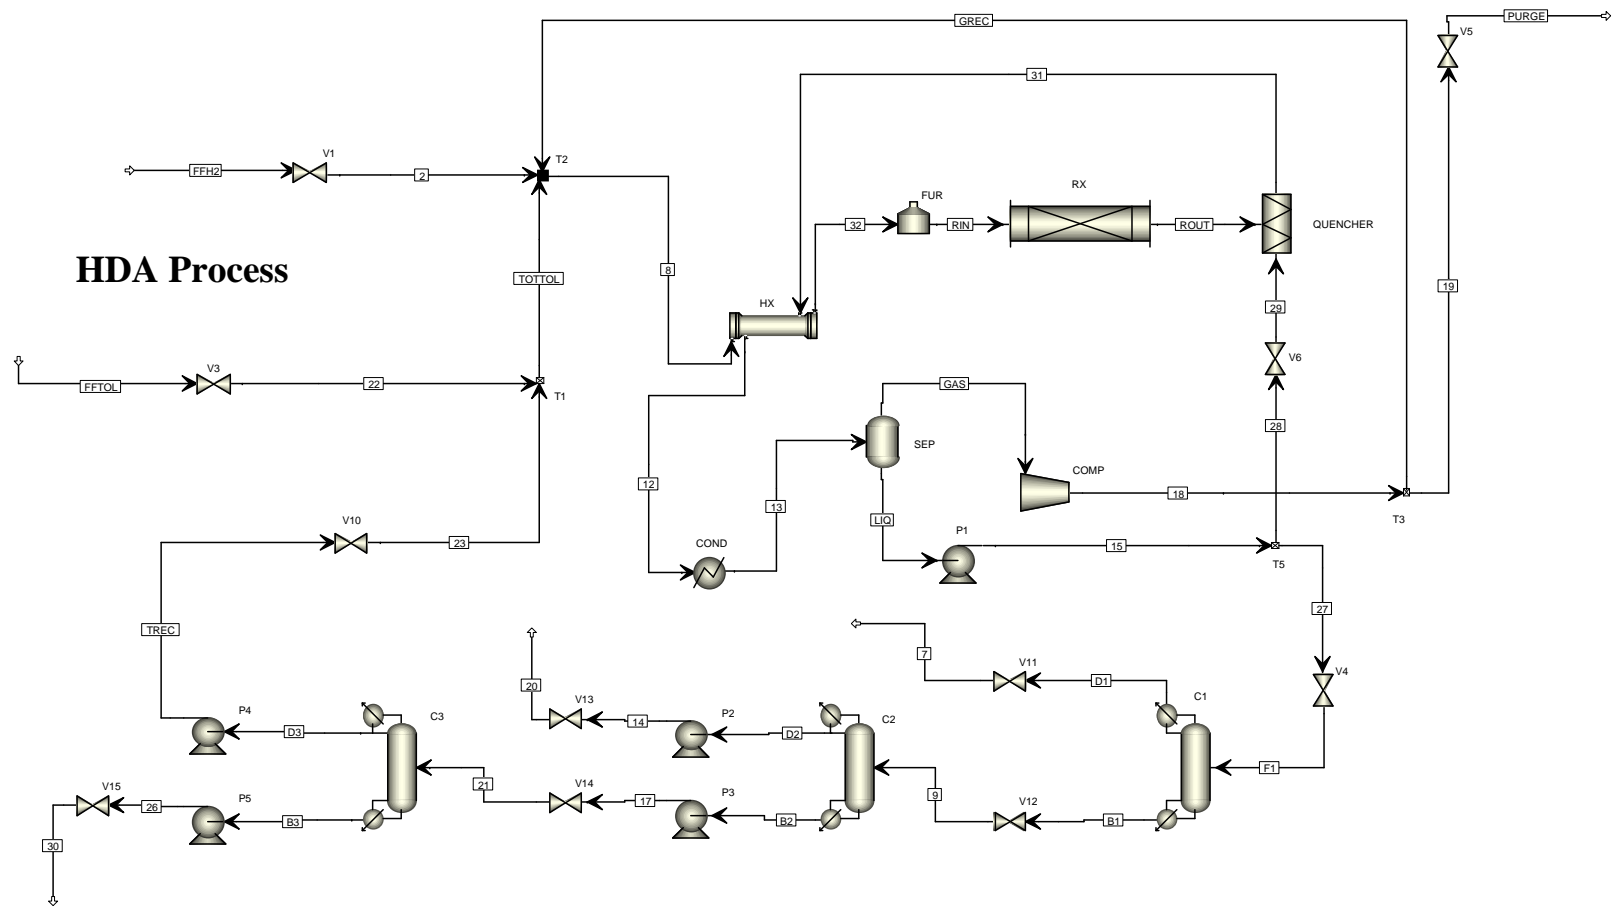 GREC
PURGE
V5
31
V1
T2
FFH2
2
FUR
RX
32
RIN
ROUT
QUENCHER
HDA Process
8
TOTTOL
19
HX
29
V6
V3
FFTOL
22
T1
GAS
28
SEP
COMP
12
13
18
LIQ
T3
V10
23
COND
P1
15
T5
27
TREC
7
V11
V4
20
V13
D1
C1
P4
C3
14
P2
C2
D3
D2
F1
21
V14
9
V15
P5
17
P3
V12
26
B3
B2
B1
30